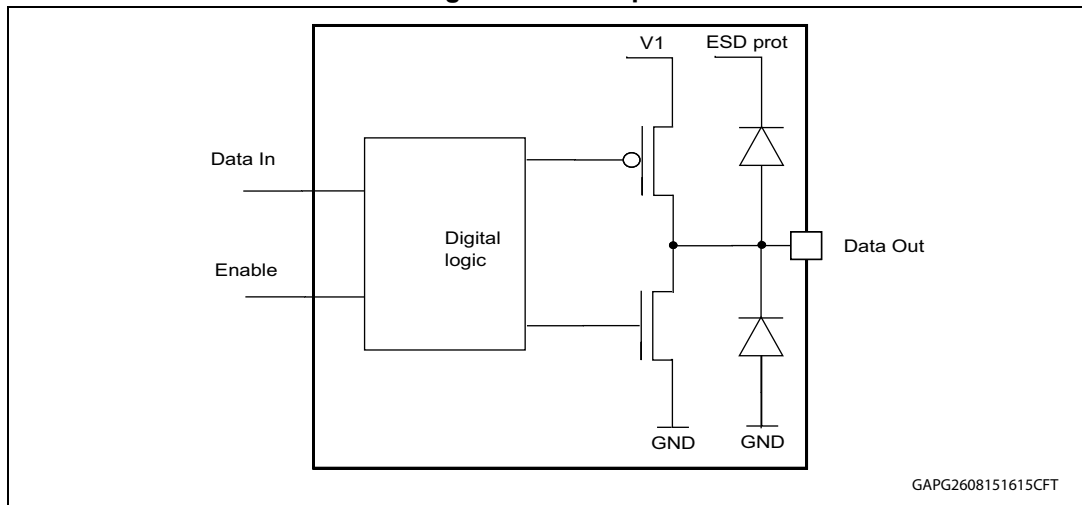 V1
ESD prot
Data In
Digital
logic
Data Out
Enable
GND
GND
GAPG2608151615CFT